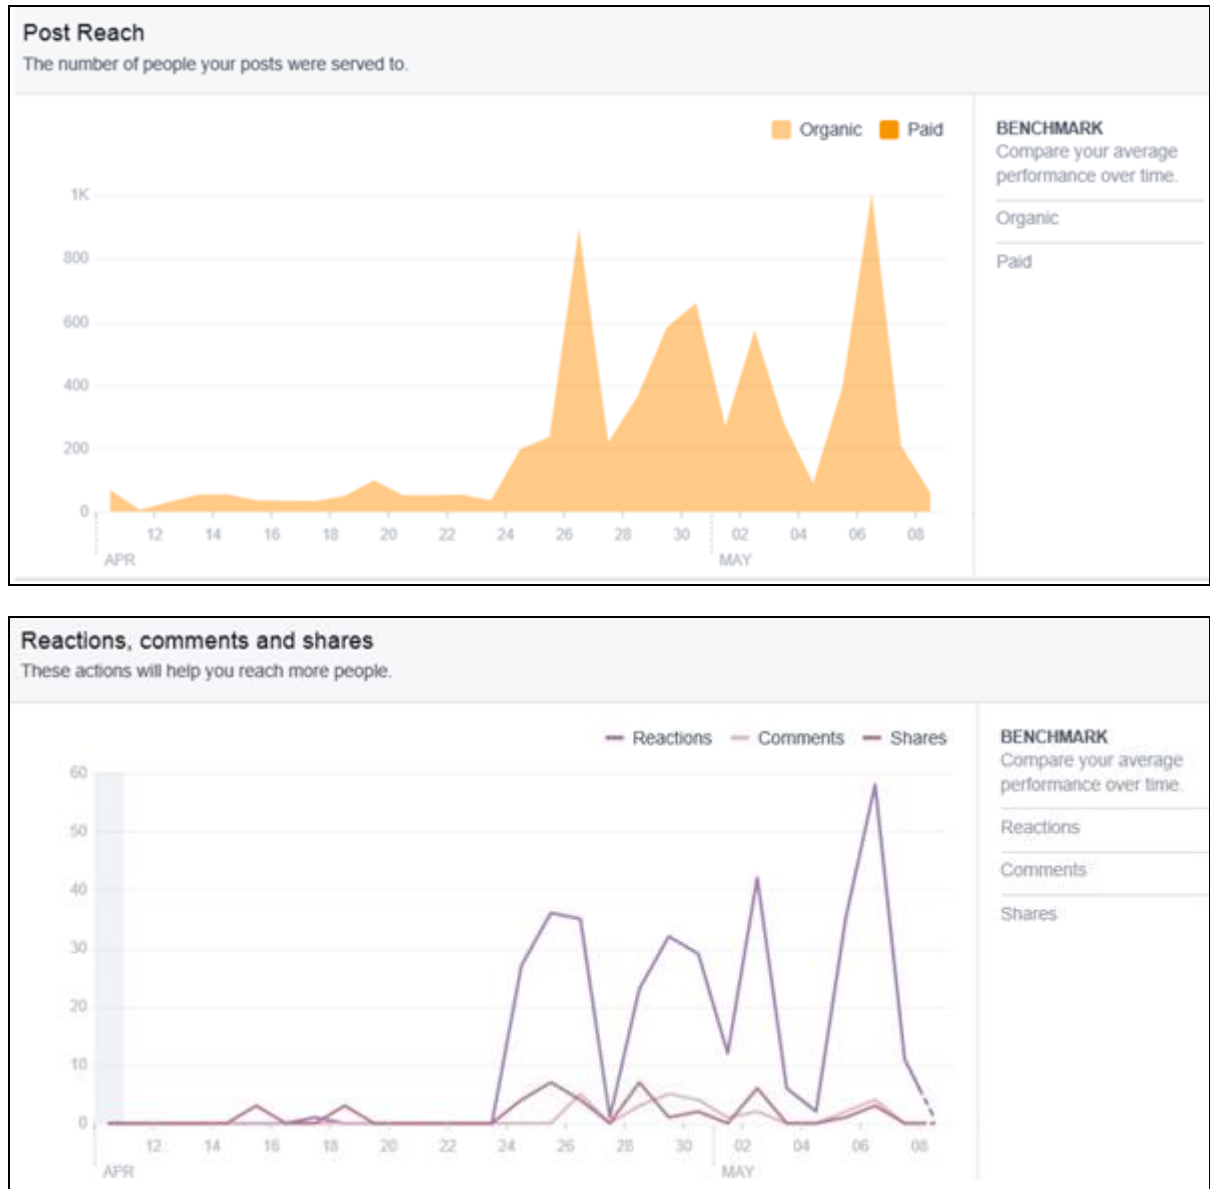 Post Reach
The number of people your posts were served to.
Organic Paid
BENCHMARK
Compare your average
performance over time.
Organic
Paid
1K
800
600
400
200
0
12 14 16 18 20 22 24 26 28 30 02 04 06 08
APR MAY
Reactions, comments and shares
These actions will help you reach more people.
Reactions Comments Shares
BENCHMARK
Compare your average
performance over time.
Reactions
Comments
Shares
60
50
40
30
20
10
0
12 14 16 18 20 22 24 26 28 30 02 04 06 08
APR MAY